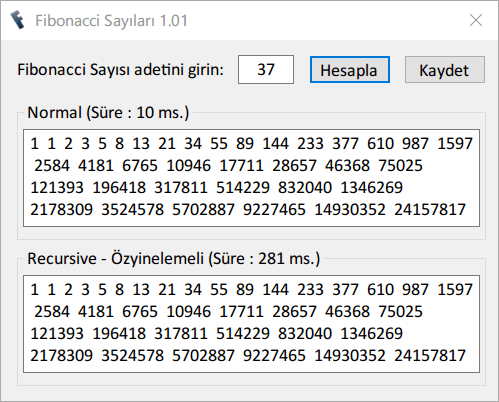 Fibonacci Sayıları 1.01
Fibonacci Sayısı adetini girin: 37 Hesapla Kaydet
Normal (Süre : 10 ms.)
1 1 2 3 5 8 13 21 34 55 89 144 233 377 610 987 1597
2584 4181 6765 10946 17711 28657 46368 75025
121393 196418 317811 514229 832040 1346269
2178309 3524578 5702887 9227465 14930352 24157817
Recursive - Özyinelemeli (Süre : 281 ms.)
1 1 2 3 5 8 13 21 34 55 89 144 233 377 610 987 1597
2584 4181 6765 10946 17711 28657 46368 75025
121393 196418 317811 514229 832040 1346269
2178309 3524578 5702887 9227465 14930352 24157817